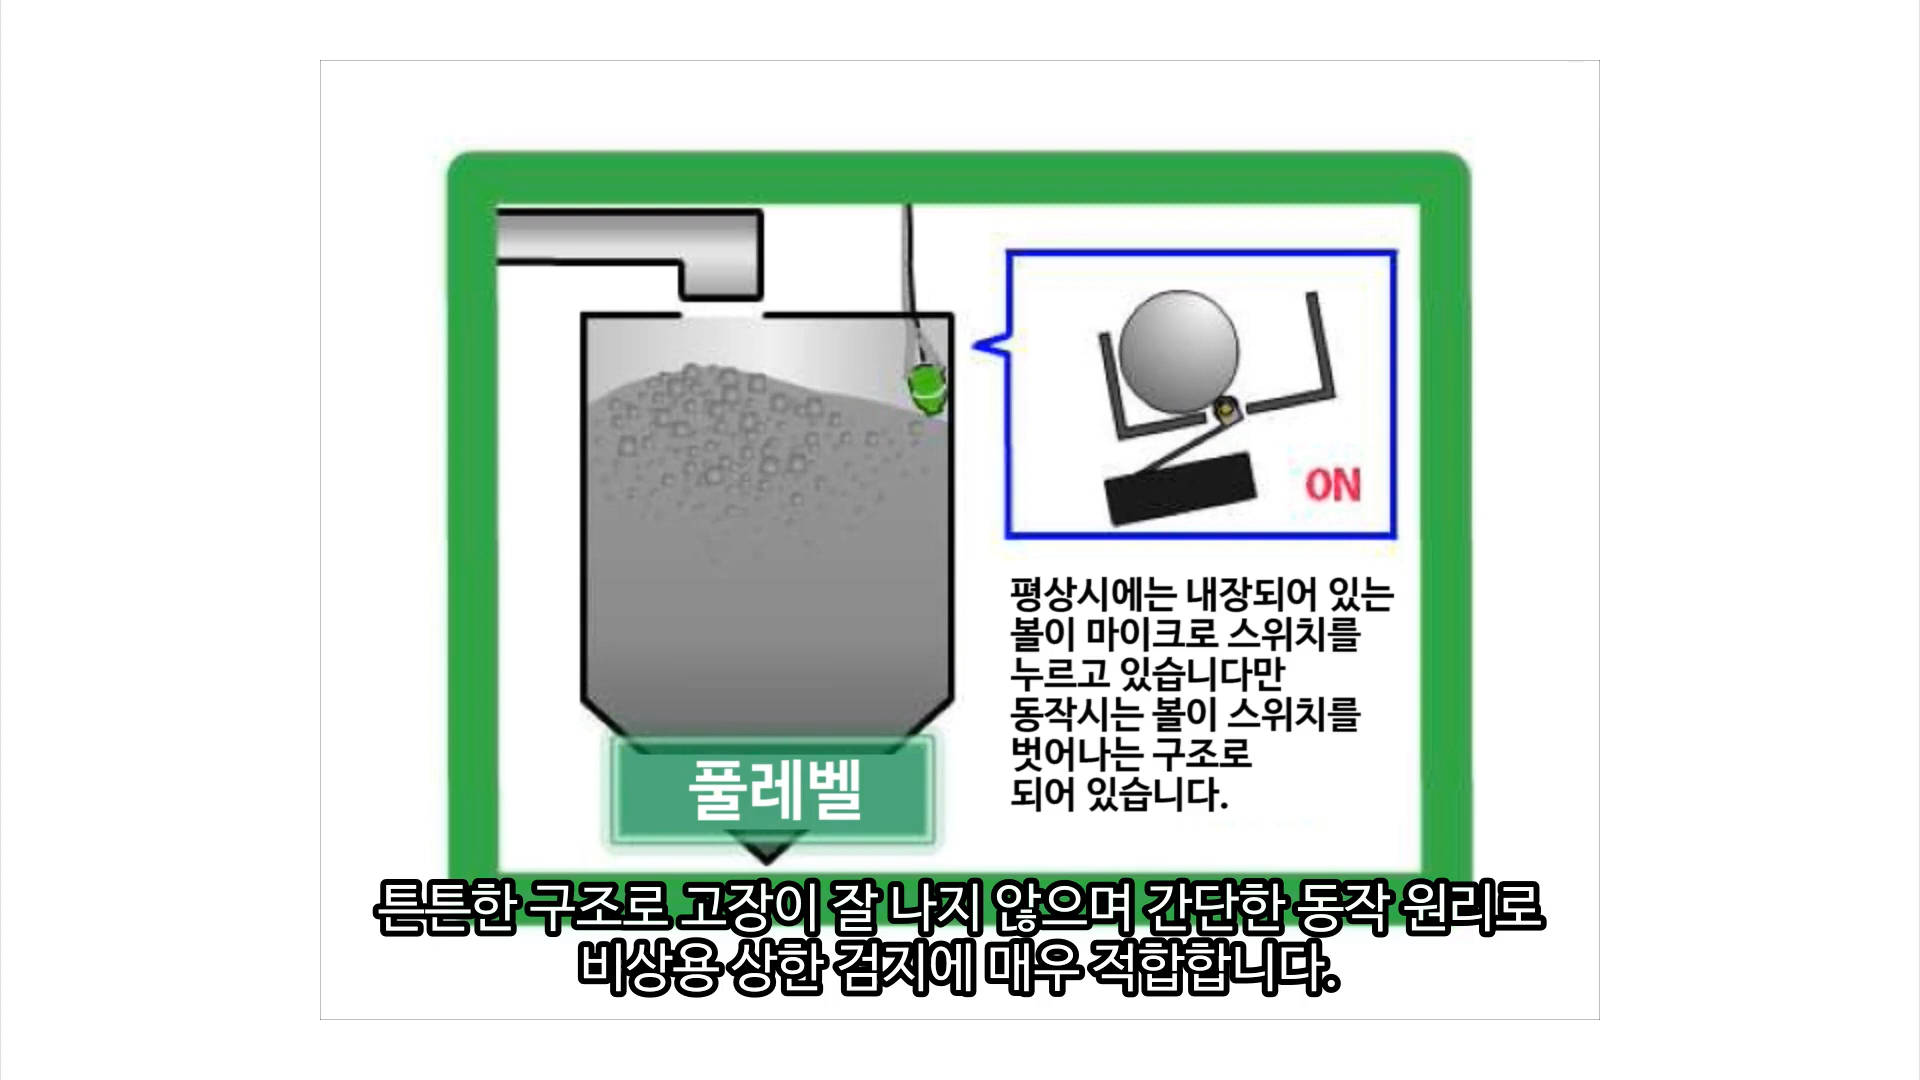 ON
평상시에는 내장되어 있는
볼이 마이크로 스위치를
누르고 있습니다만
동작시는 볼이 스위치를
벗어나는 구조로
되어 있습니다.
풀레벨
튼튼한 구조로 고장이 잘 나지 않으며 간단한 동작 원리로
비상용 상한 검지에 매우 적합합니다.